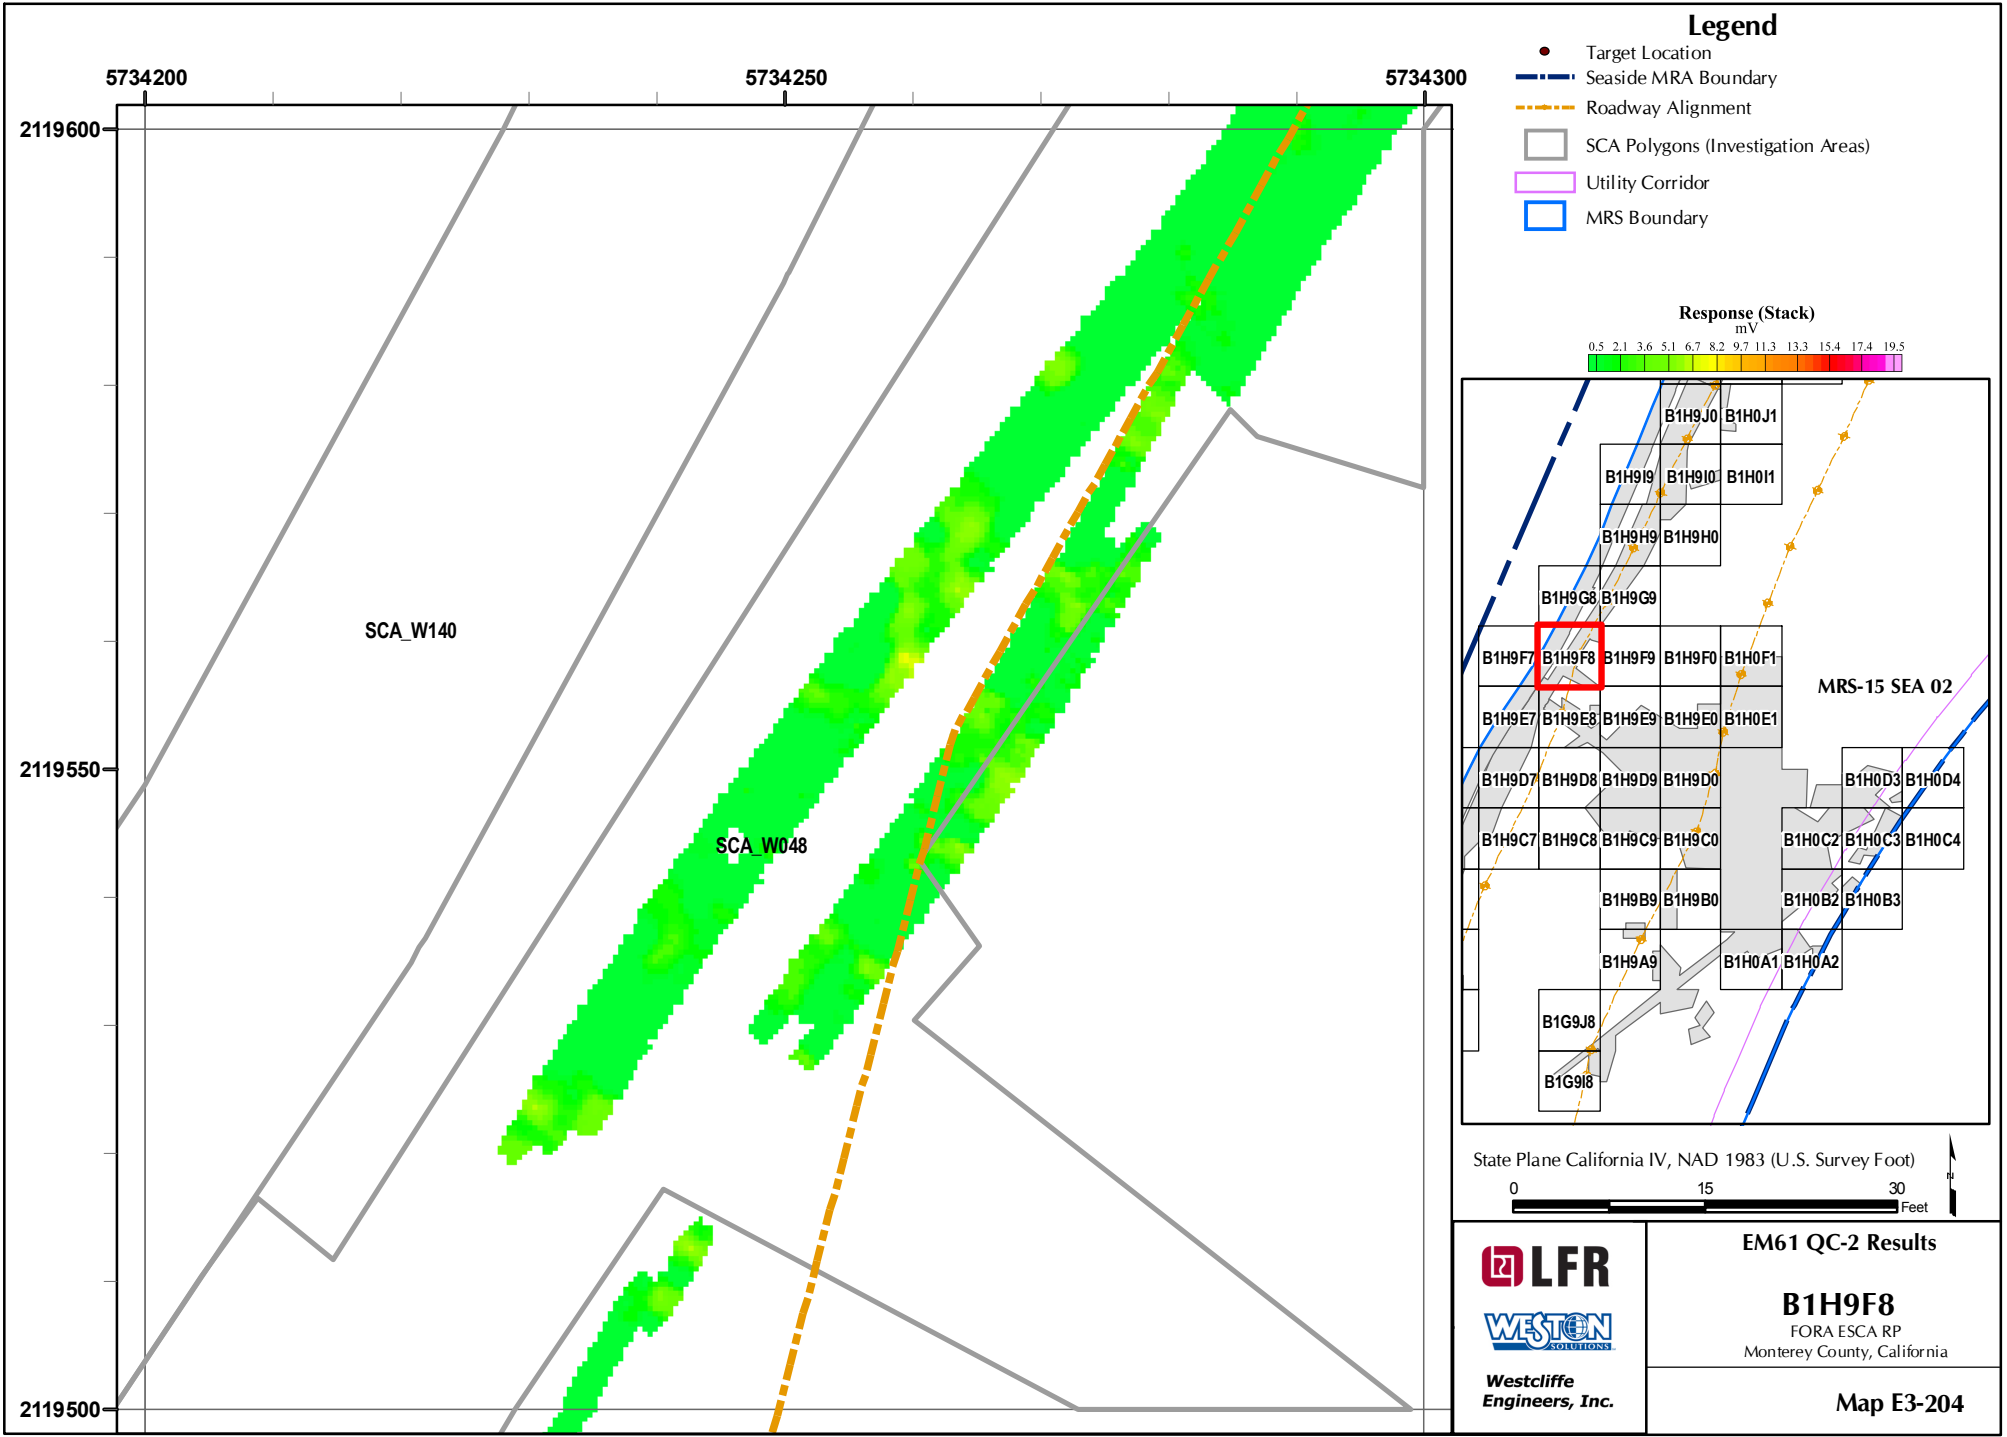 5734200
5734250
5734300
2119600
2119550
2119500
SCA_W140
SCA_W048
Legend
Target Location
Seaside MRA Boundary
Roadway Alignment
SCA Polygons (Investigation Areas)
Utility Corridor
MRS Boundary
Response (Stack)
mV
0.5 2.1 3.6 5.1 6.7 8.2 9.7 11.3 13.3 15.4 17.4 19.5
B1H9J0 B1H0J1
B1H9I9 B1H9I0 B1H0I1
B1H9H9 B1H9H0
B1H9G8 B1H9G9
B1H9F7 B1H9F8 B1H9F9 B1H9F0 B1H0F1
MRS-15 SEA 02
B1H9E7 B1H9E8 B1H9E9 B1H9E0 B1H0E1
B1H9D7 B1H9D8 B1H9D9 B1H9D0 B1H0D3 B1H0D4
B1H9C7 B1H9C8 B1H9C9 B1H9C0 B1H0C2 B1H0C3 B1H0C4
B1H9B9 B1H9B0 B1H0B2 B1H0B3
B1H9A9 B1H0A1 B1H0A2
B1G9J8
B1G9I8
State Plane California IV, NAD 1983 (U.S. Survey Foot)
0 15 30
Feet
N
LFR
WESTON
SOLUTIONS
Westcliffe
Engineers, Inc.
EM61 QC-2 Results
B1H9F8
FORA ESCA RP
Monterey County, California
Map E3-204